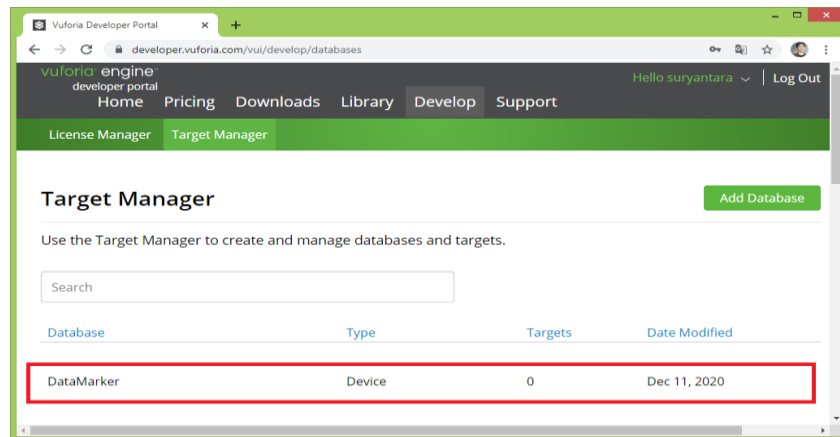 Vuforia Developer Portal
developer.vuforia.com/vui/develop/databases
vuforia engine
developer portal
Hello suryantara
Log Out
Home Pricing Downloads Library Develop Support
License Manager Target Manager
Target Manager
Add Database
Use the Target Manager to create and manage databases and targets.
Search
Database Type Targets Date Modified
DataMarker Device 0 Dec 11, 2020